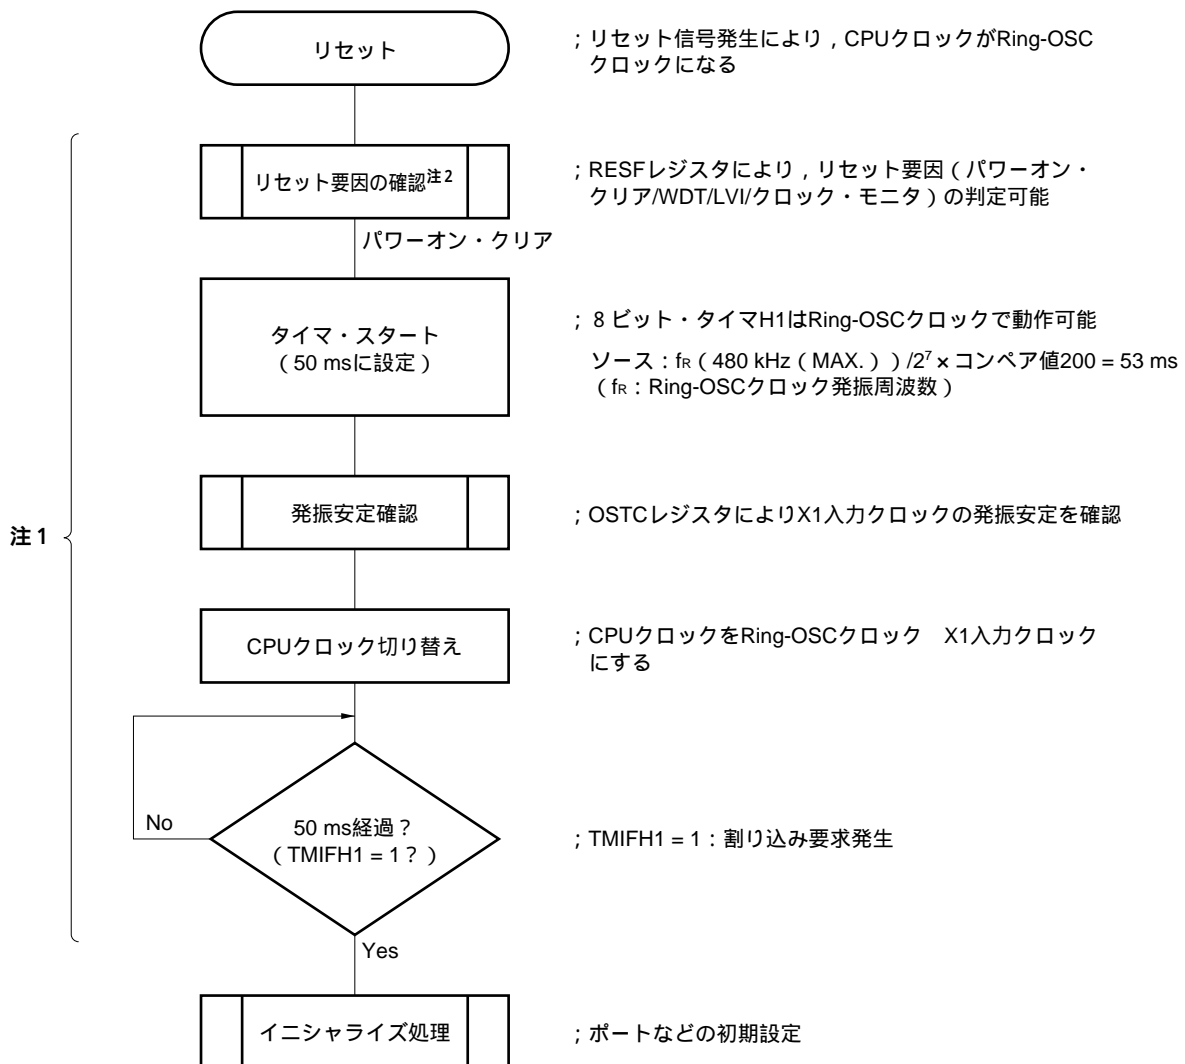 リセット
；リセット信号発生により，CPUクロックがRing-OSC
クロックになる
リセット要因の確認注2
；RESFレジスタにより，リセット要因（パワーオン・
クリア/WDT/LVI/クロック・モニタ）の判定可能
パワーオン・クリア
タイマ・スタート
（50 msに設定）
；8ビット・タイマH1はRing-OSCクロックで動作可能
ソース：fR（480 kHz（MAX.））/2⁷×コンペア値200 = 53 ms
（fR：Ring-OSCクロック発振周波数）
発振安定確認
；OSTCレジスタによりX1入力クロックの発振安定を確認
注1
CPUクロック切り替え
；CPUクロックをRing-OSCクロック　X1入力クロック
にする
No
50 ms経過？
（TMIFH1 = 1？）
；TMIFH1 = 1：割り込み要求発生
Yes
イニシャライズ処理
；ポートなどの初期設定